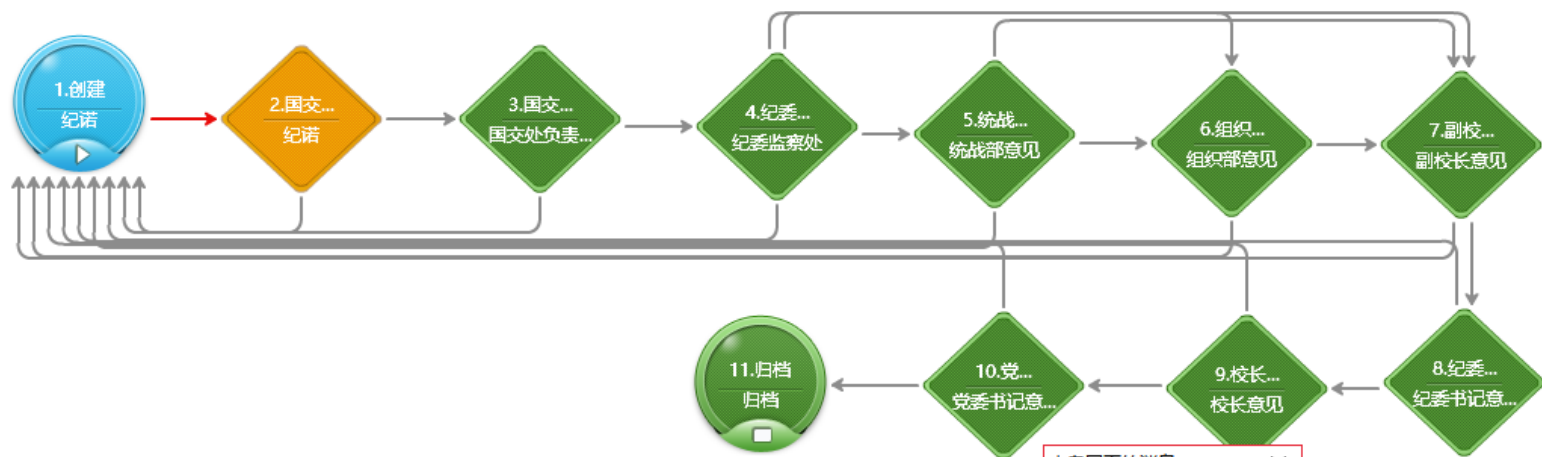 1.创建
纪诺
2.国交...
纪诺
3.国交...
国交处负责...
4.纪委...
纪委监察处
5.统战...
统战部意见
6.组织...
组织部意见
7.副校...
副校长意见
11.归档
归档
10.党...
党委书记意...
9.校长...
校长意见
8.纪委...
纪委书记意...